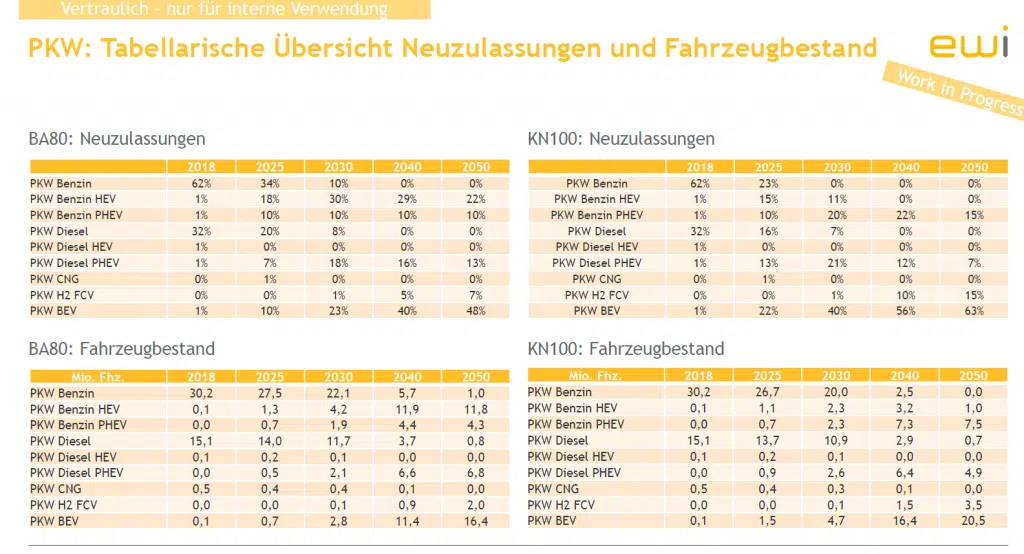 Vertraulich – nur für interne Verwendung
PKW: Tabellarische Übersicht Neuzulassungen und Fahrzeugbestand
ewi
Work in Progress
BA80: Neuzulassungen
2018 2025 2030 2040 2050
PKW Benzin 62% 34% 10% 0% 0%
PKW Benzin HEV 1% 18% 30% 29% 22%
PKW Benzin PHEV 1% 10% 10% 10% 10%
PKW Diesel 32% 20% 8% 0% 0%
PKW Diesel HEV 1% 0% 0% 0% 0%
PKW Diesel PHEV 1% 7% 18% 16% 13%
PKW CNG 0% 1% 0% 0% 0%
PKW H2 FCV 0% 0% 1% 5% 7%
PKW BEV 1% 10% 23% 40% 48%
KN100: Neuzulassungen
2018 2025 2030 2040 2050
PKW Benzin 62% 23% 0% 0% 0%
PKW Benzin HEV 1% 15% 11% 0% 0%
PKW Benzin PHEV 1% 10% 20% 22% 15%
PKW Diesel 32% 16% 7% 0% 0%
PKW Diesel HEV 1% 0% 0% 0% 0%
PKW Diesel PHEV 1% 13% 21% 12% 7%
PKW CNG 0% 1% 0% 0% 0%
PKW H2 FCV 0% 0% 1% 10% 15%
PKW BEV 1% 22% 40% 56% 63%
BA80: Fahrzeugbestand
Mio. Fhz. 2018 2025 2030 2040 2050
PKW Benzin 30,2 27,5 22,1 5,7 1,0
PKW Benzin HEV 0,1 1,3 4,2 11,9 11,8
PKW Benzin PHEV 0,0 0,7 1,9 4,4 4,3
PKW Diesel 15,1 14,0 11,7 3,7 0,8
PKW Diesel HEV 0,1 0,2 0,1 0,0 0,0
PKW Diesel PHEV 0,0 0,5 2,1 6,6 6,8
PKW CNG 0,5 0,4 0,4 0,1 0,0
PKW H2 FCV 0,0 0,0 0,1 0,9 2,0
PKW BEV 0,1 0,7 2,8 11,4 16,4
KN100: Fahrzeugbestand
Mio. Fhz. 2018 2025 2030 2040 2050
PKW Benzin 30,2 26,7 20,0 2,5 0,0
PKW Benzin HEV 0,1 1,1 2,3 3,2 1,0
PKW Benzin PHEV 0,0 0,7 2,3 7,3 7,5
PKW Diesel 15,1 13,7 10,9 2,9 0,7
PKW Diesel HEV 0,1 0,2 0,1 0,0 0,0
PKW Diesel PHEV 0,0 0,9 2,6 6,4 4,9
PKW CNG 0,5 0,4 0,3 0,1 0,0
PKW H2 FCV 0,0 0,0 0,1 1,5 3,5
PKW BEV 0,1 1,5 4,7 16,4 20,5